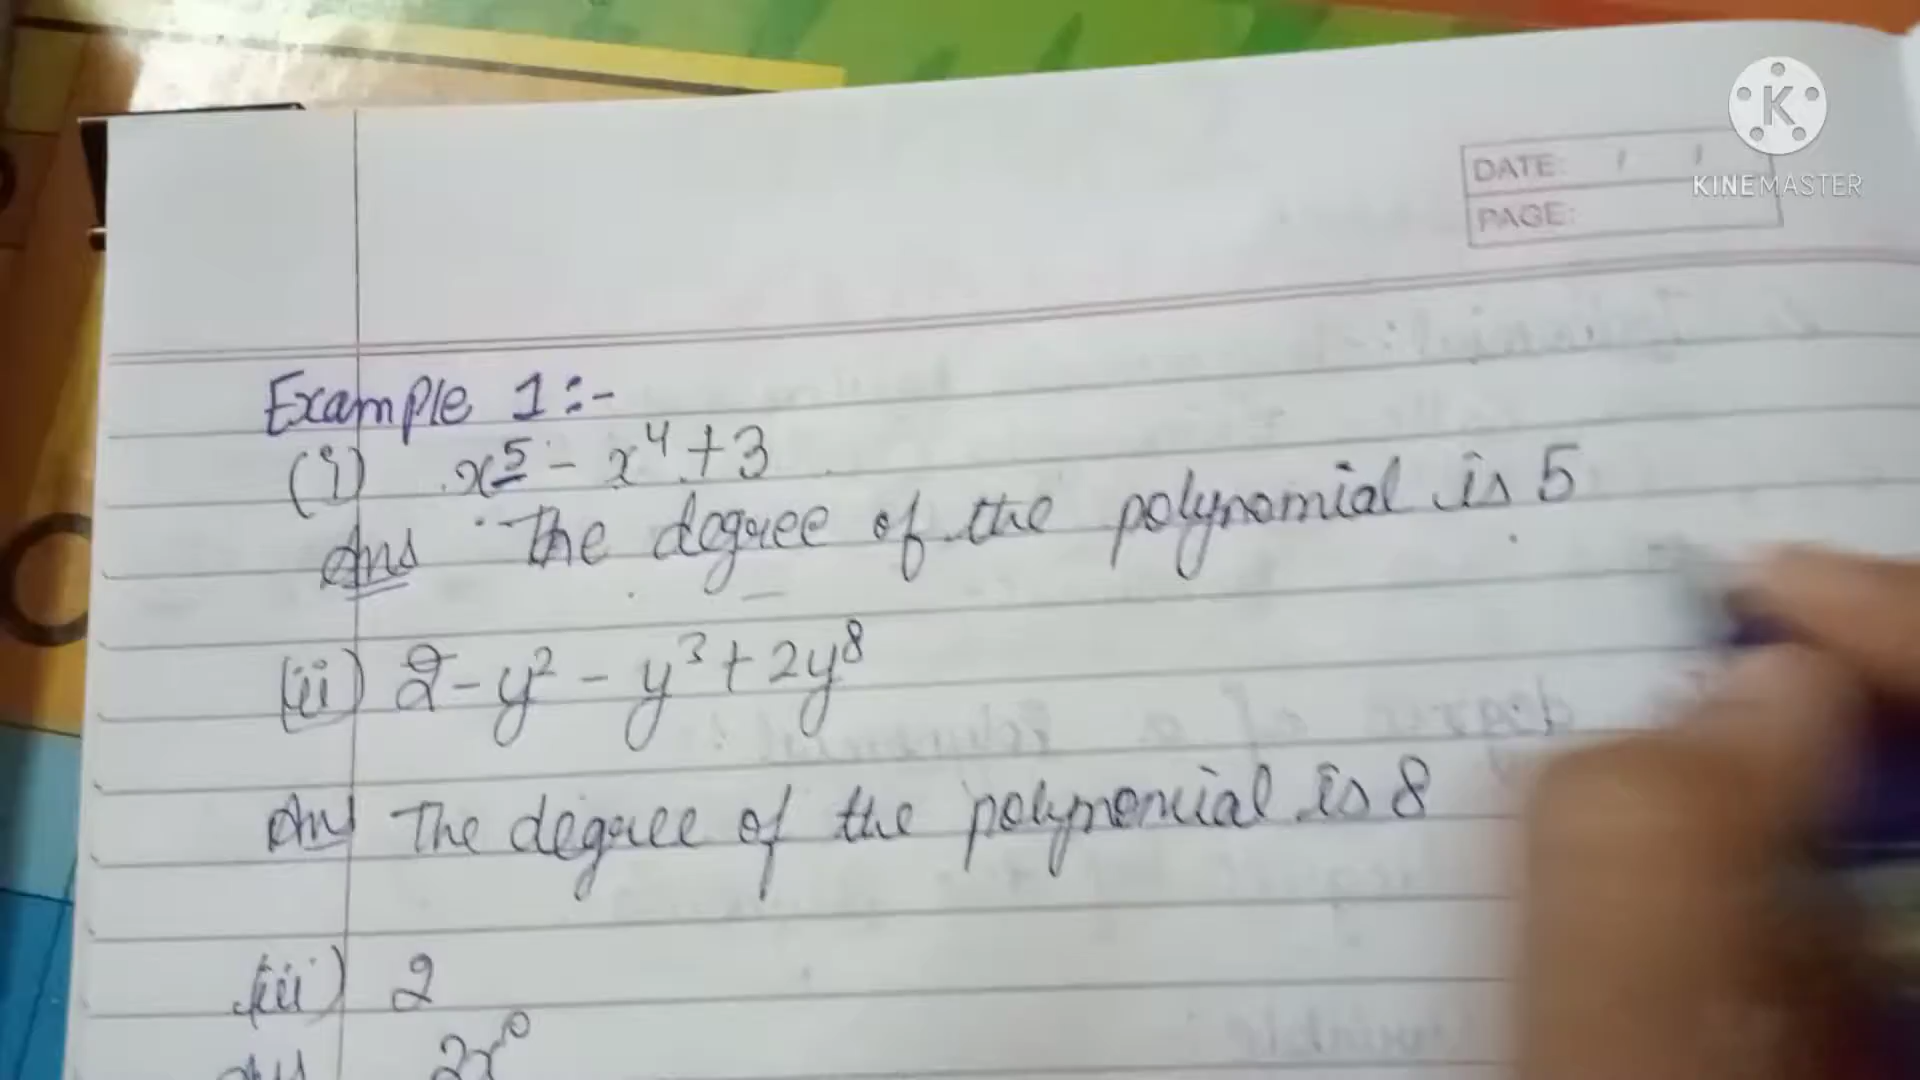 DATE: / /
PAGE:
K
KINEMASTER
Example 1:-
(i) x⁵ - x⁴ + 3
Ans The degree of the polynomial is 5
(ii) 2 - y² - y³ + 2y⁸
Ans The degree of the polynomial is 8
(iii) 2
Ans 2x⁰